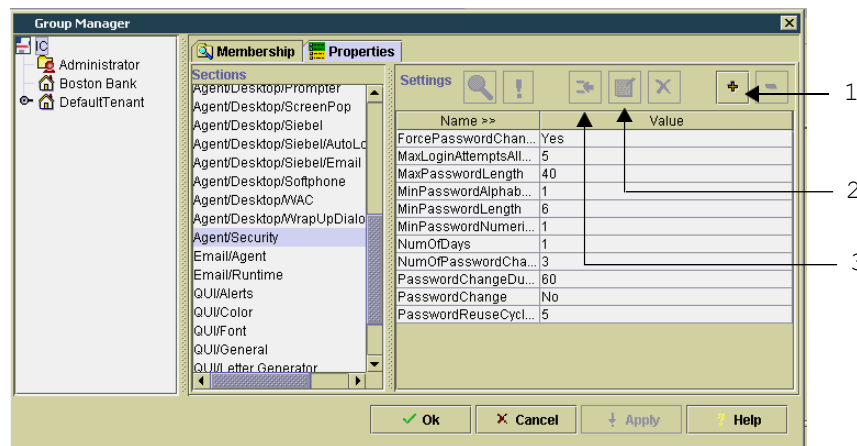 Group Manager
IC
Administrator
Boston Bank
DefaultTenant
Membership
Properties
Sections
Agent/Desktop/Prompter
Agent/Desktop/ScreenPop
Agent/Desktop/Siebel
Agent/Desktop/Siebel/AutoLo
Agent/Desktop/Siebel/Email
Agent/Desktop/Softphone
Agent/Desktop/WAC
Agent/Desktop/WrapUpDialo
Agent/Security
Email/Agent
Email/Runtime
QUI/Alerts
QUI/Color
QUI/Font
QUI/General
QUI/Letter Generator
Settings
Name >> Value
ForcePasswordChan... Yes
MaxLoginAttemptsAll... 5
MaxPasswordLength 40
MinPasswordAlphab... 1
MinPasswordLength 6
MinPasswordNumeri... 1
NumOfDays 1
NumOfPasswordCha... 3
PasswordChangeDu... 60
PasswordChange No
PasswordReuseCycl... 5
1
2
3
Ok
Cancel
Apply
Help